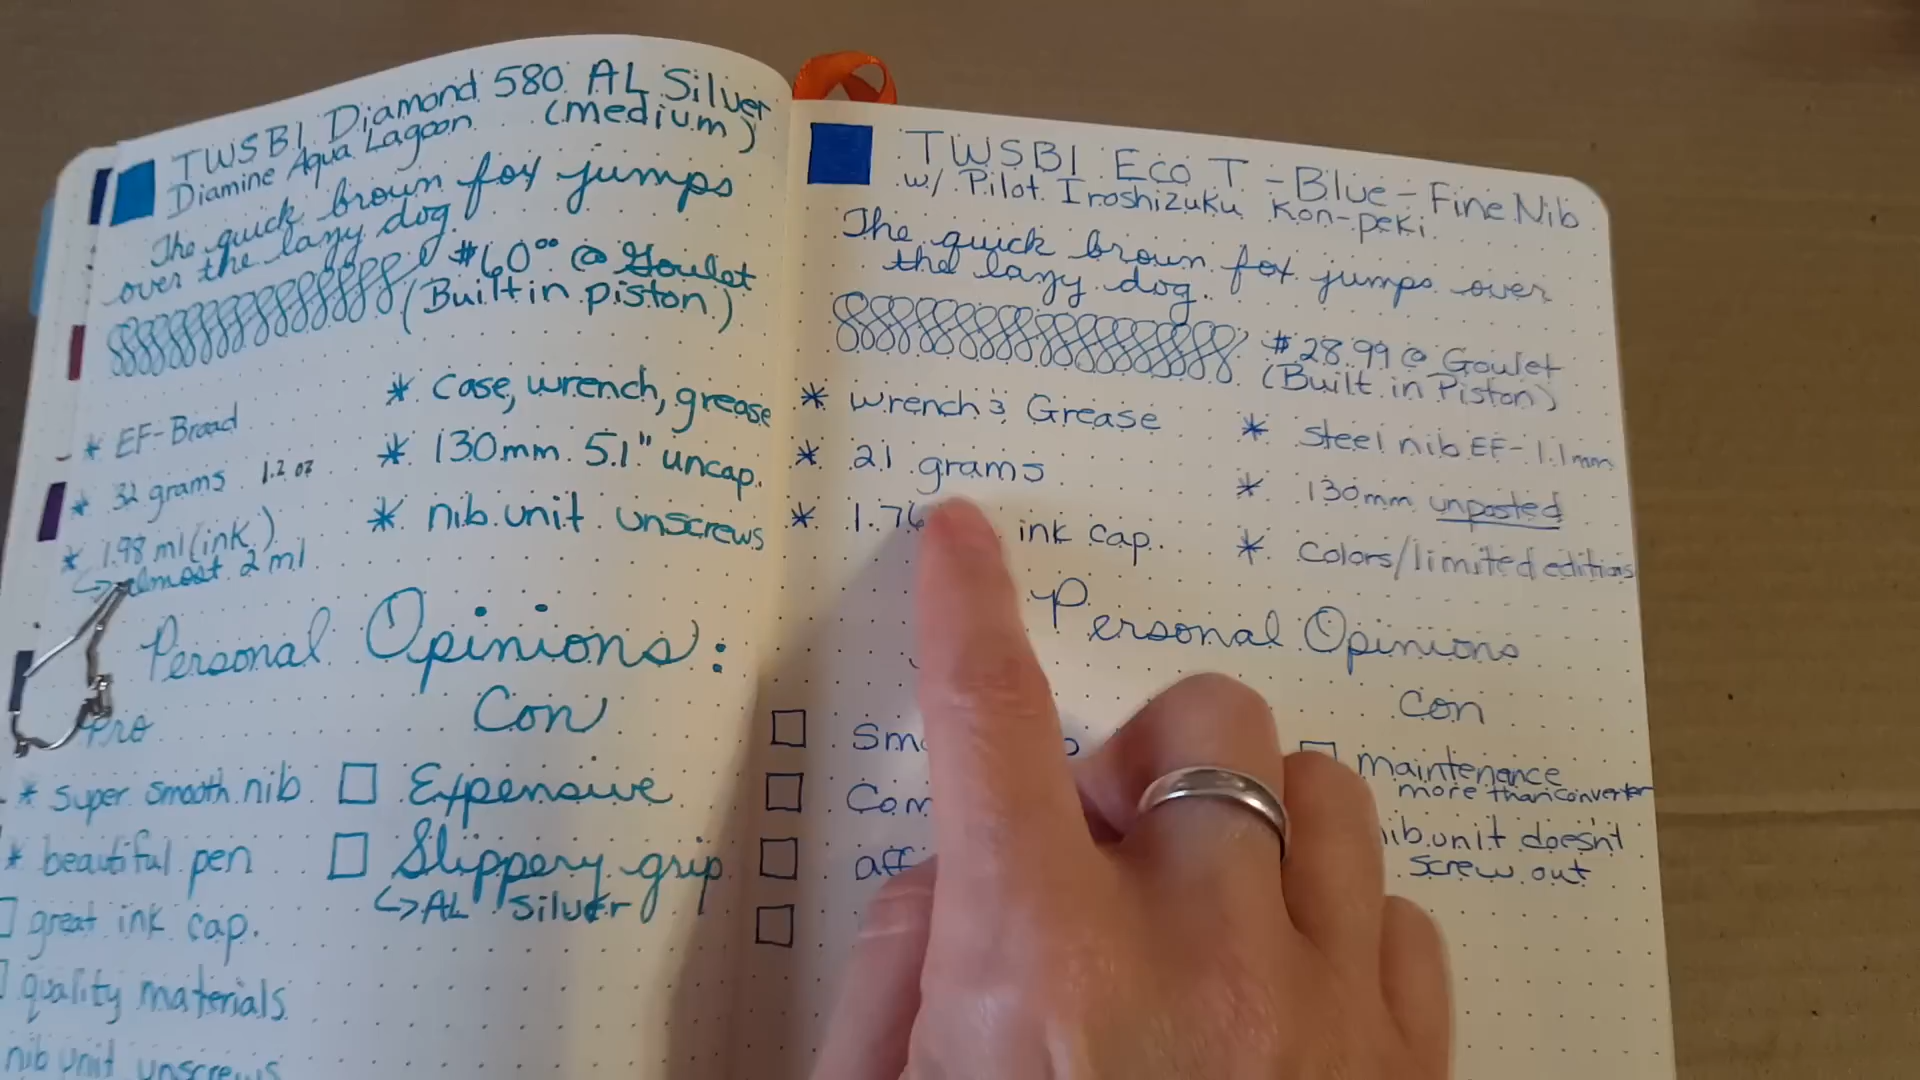 TWSBI Diamond 580 AL Silver
Diamine Aqua Lagoon (medium)
The quick brown fox jumps
over the lazy dog.
$60.00 @ Goulet
(Built in piston)
* EF-Broad
* 32 grams 1.2 oz
* 1.98 ml (ink)
↳ almost 2 ml
* case, wrench, grease
* 130mm 5.1" uncap.
* nib unit unscrews
Personal Opinions:
Pro
* super smooth nib
* beautiful pen
great ink cap.
quality materials
nib unit unscrews
Con
Expensive
Slippery grip
↳ AL Silver
TWSBI Eco T - Blue - Fine Nib
w/ Pilot Iroshizuku Kon-peki
The quick brown fox jumps over
the lazy dog.
$28.99 @ Goulet
(Built in Piston)
* Wrench & Grease
* 21 grams
* 1.76 ink cap.
* Steel nib EF - 1.1mm
* 130mm unposted
* Colors/limited editions
Personal Opinions
Con
maintenance
more than converter
nib unit doesn't
screw out